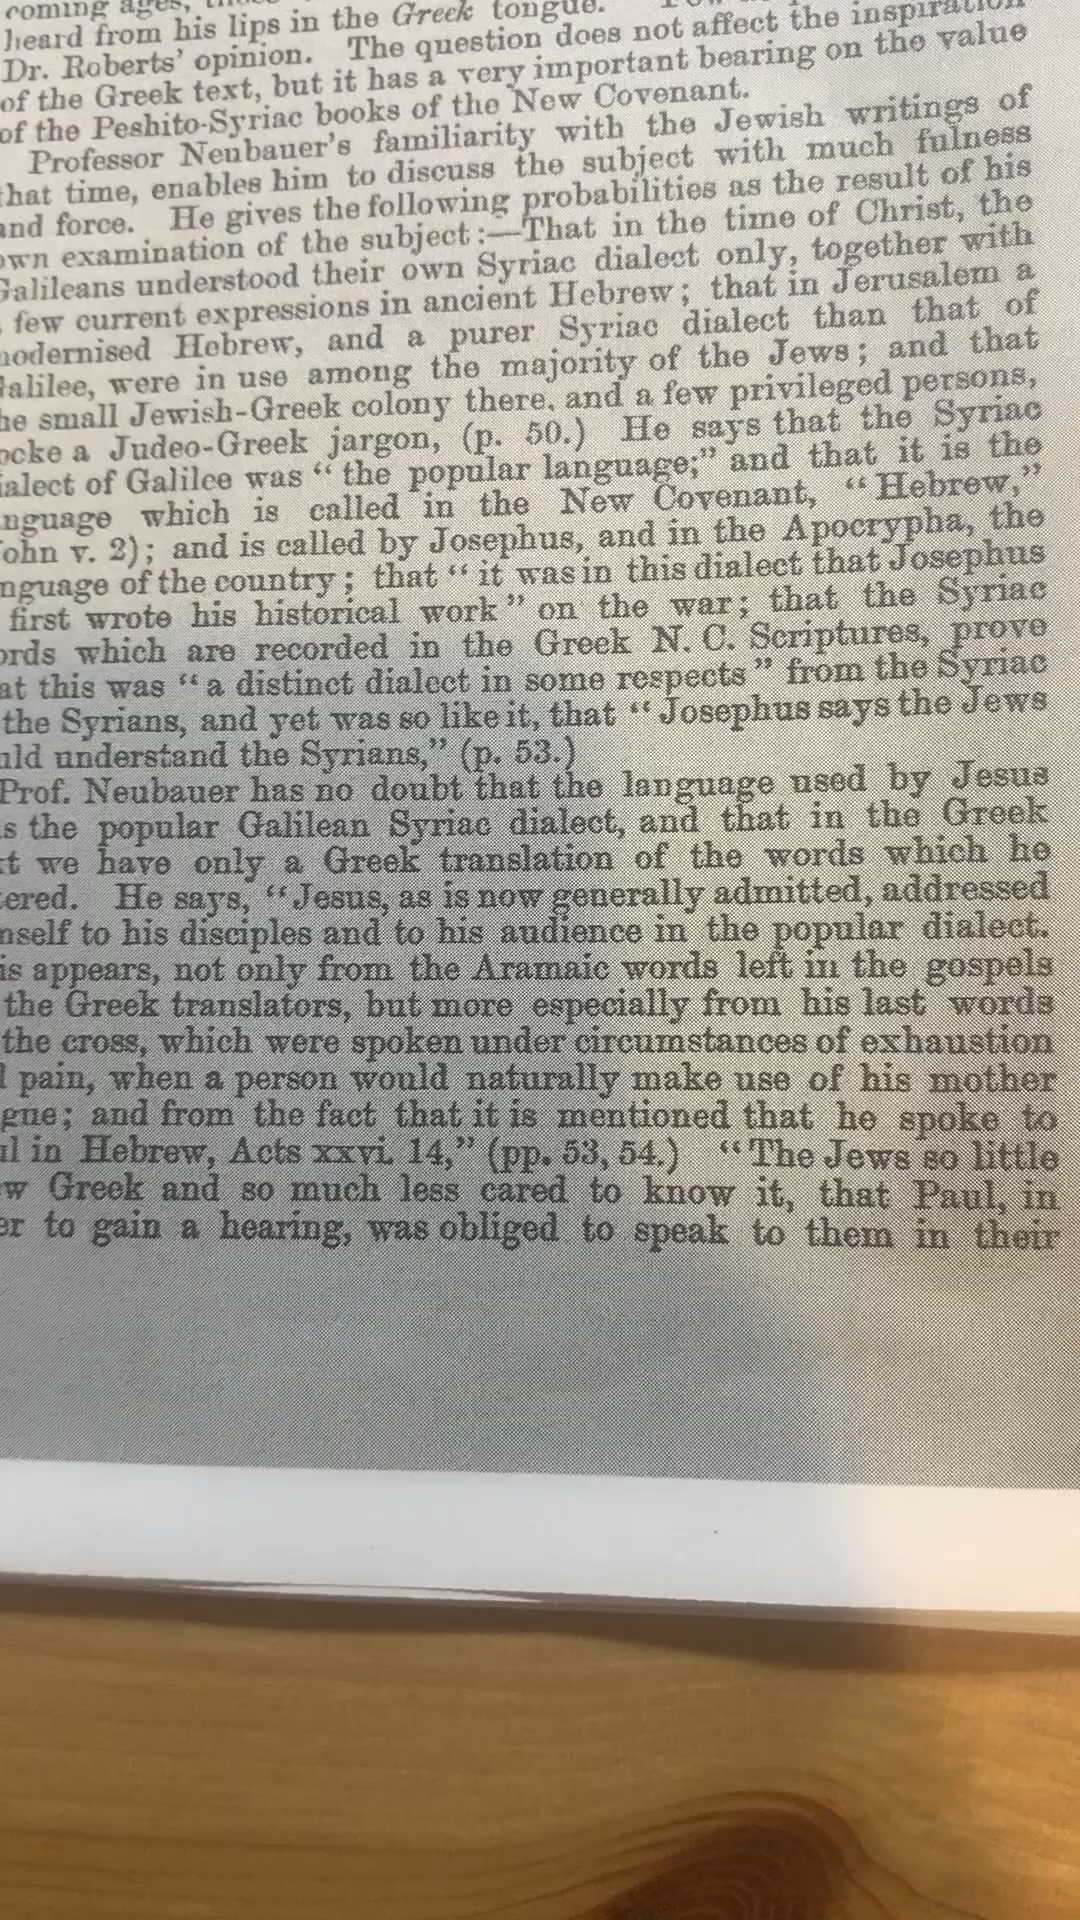 coming ages,
heard from his lips in the Greek tongue.
Dr. Roberts' opinion. The question does not affect the inspiration
of the Greek text, but it has a very important bearing on the value
of the Peshito-Syriac books of the New Covenant.
Professor Neubauer's familiarity with the Jewish writings of
that time, enables him to discuss the subject with much fulness
and force. He gives the following probabilities as the result of his
own examination of the subject:—That in the time of Christ, the
Galileans understood their own Syriac dialect only, together with
few current expressions in ancient Hebrew; that in Jerusalem a
modernised Hebrew, and a purer Syriac dialect than that of
Galilee, were in use among the majority of the Jews; and that
he small Jewish-Greek colony there, and a few privileged persons,
ocke a Judeo-Greek jargon, (p. 50.) He says that the Syriac
ialect of Galilee was “the popular language;” and that it is the
nguage which is called in the New Covenant, “Hebrew,”
ohn v. 2); and is called by Josephus, and in the Apocrypha, the
nguage of the country; that “it was in this dialect that Josephus
first wrote his historical work” on the war; that the Syriac
ords which are recorded in the Greek N. C. Scriptures, prove
at this was “a distinct dialect in some respects” from the Syriac
the Syrians, and yet was so like it, that “Josephus says the Jews
uld understand the Syrians,” (p. 53.)
Prof. Neubauer has no doubt that the language used by Jesus
s the popular Galilean Syriac dialect, and that in the Greek
t we have only a Greek translation of the words which he
ered. He says, “Jesus, as is now generally admitted, addressed
mself to his disciples and to his audience in the popular dialect.
is appears, not only from the Aramaic words left in the gospels
the Greek translators, but more especially from his last words
the cross, which were spoken under circumstances of exhaustion
d pain, when a person would naturally make use of his mother
gue; and from the fact that it is mentioned that he spoke to
ul in Hebrew, Acts xxvi. 14,” (pp. 53, 54.) “The Jews so little
w Greek and so much less cared to know it, that Paul, in
er to gain a hearing, was obliged to speak to them in their